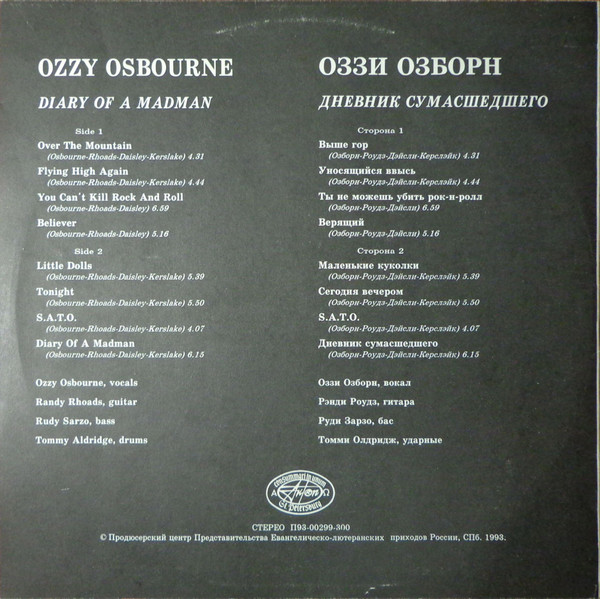 OZZY OSBOURNE
DIARY OF A MADMAN
Side 1
Over The Mountain
(Osbourne-Rhoads-Daisley-Kerslake) 4.31
Flying High Again
(Osbourne-Rhoads-Daisley-Kerslake) 4.44
You Can't Kill Rock And Roll
(Osbourne-Rhoads-Daisley) 6.59
Believer
(Osbourne-Rhoads-Daisley) 5.16
Side 2
Little Dolls
(Osbourne-Rhoads-Daisley-Kerslake) 5.39
Tonight
(Osbourne-Rhoads-Daisley-Kerslake) 5.50
S.A.T.O.
(Osbourne-Rhoads-Daisley-Kerslake) 4.07
Diary Of A Madman
(Osbourne-Rhoads-Daisley-Kerslake) 6.15
Ozzy Osbourne, vocals
Randy Rhoads, guitar
Rudy Sarzo, bass
Tommy Aldridge, drums
ОЗЗИ ОЗБОРН
ДНЕВНИК СУМАСШЕДШЕГО
Сторона 1
Выше гор
(Озборн-Роудз-Дэйсли-Керслэйк) 4.31
Уносящийся ввысь
(Озборн-Роудз-Дэйсли-Керслэйк) 4.44
Ты не можешь убить рок-н-ролл
(Озборн-Роудз-Дэйсли) 6.59
Верящий
(Озборн-Роудз-Дэйсли) 5.16
Сторона 2
Маленькие куколки
(Озборн-Роудз-Дэйсли-Керслэйк) 5.39
Сегодня вечером
(Озборн-Роудз-Дэйсли-Керслэйк) 5.50
S.A.T.O.
(Озборн-Роудз-Дэйсли-Керслэйк) 4.07
Дневник сумасшедшего
(Озборн-Роудз-Дэйсли-Керслэйк) 6.15
Оззи Озборн, вокал
Рэнди Роудз, гитара
Руди Зарзо, бас
Томми Олдридж, ударные
consummari in unum
А АнТроп Ω
St Petersburg
СТЕРЕО П93-00299-300
© Продюсерский центр Представительства Евангелическо-лютеранских приходов России, СПб. 1993.